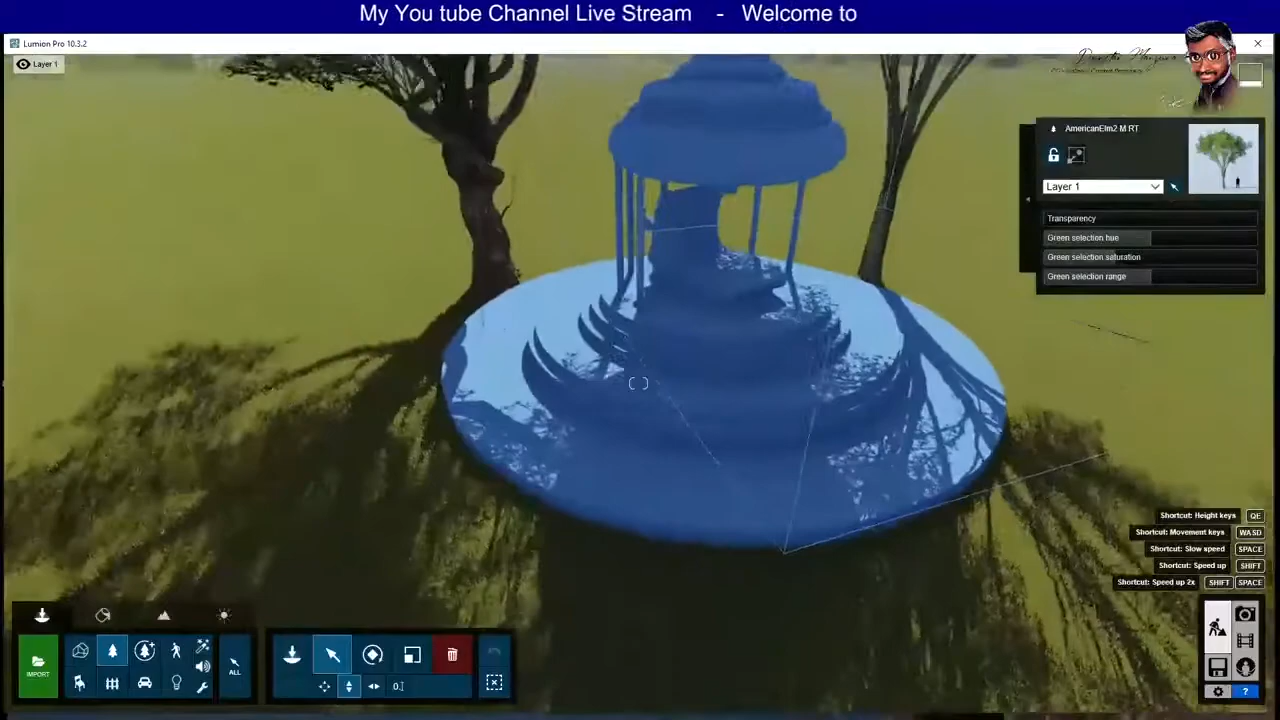 My You tube Channel Live Stream - Welcome to
Lumion Pro 10.3.2
Layer 1
AmericanElm2 M RT
Layer 1
Transparency
Green selection hue
Green selection saturation
Green selection range
Shortcut: Height keys QE
Shortcut: Movement keys WASD
Shortcut: Slow speed SPACE
Shortcut: Speed up SHIFT
Shortcut: Speed up 2x SHIFT SPACE
IMPORT
ALL
?